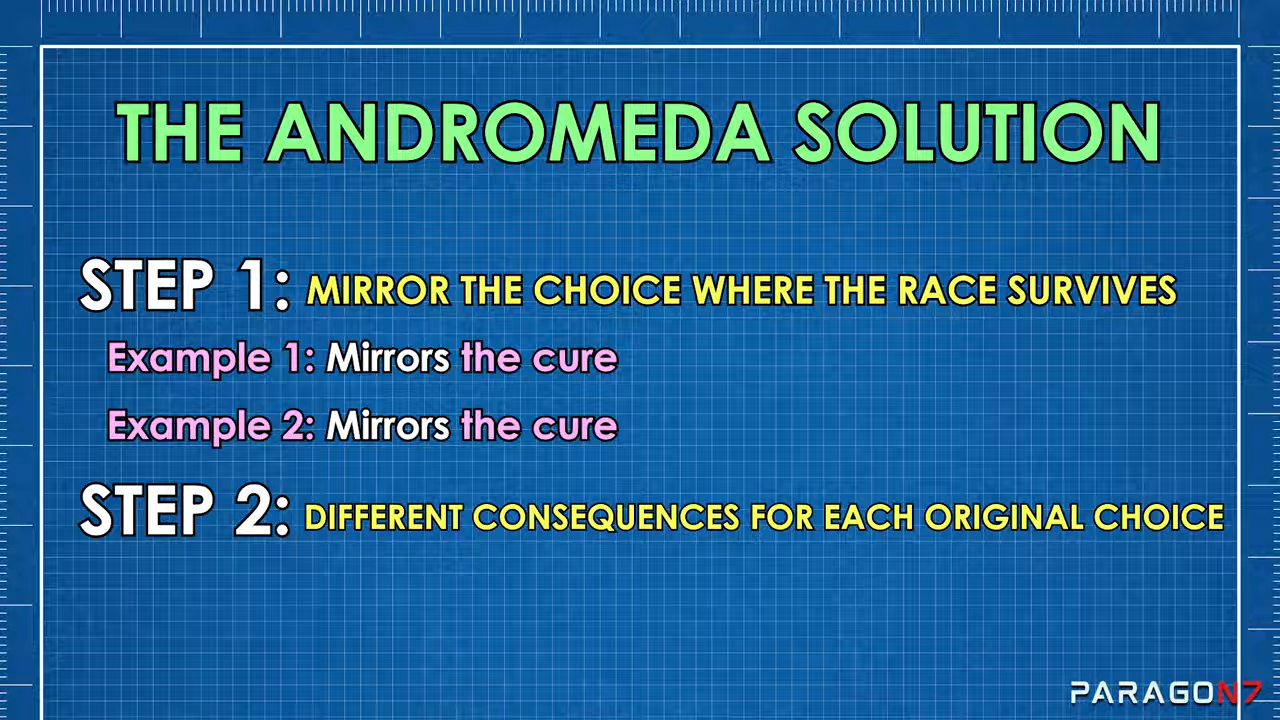 THE ANDROMEDA SOLUTION
STEP 1: MIRROR THE CHOICE WHERE THE RACE SURVIVES
Example 1: Mirrors the cure
Example 2: Mirrors the cure
STEP 2: DIFFERENT CONSEQUENCES FOR EACH ORIGINAL CHOICE
PARAGON7